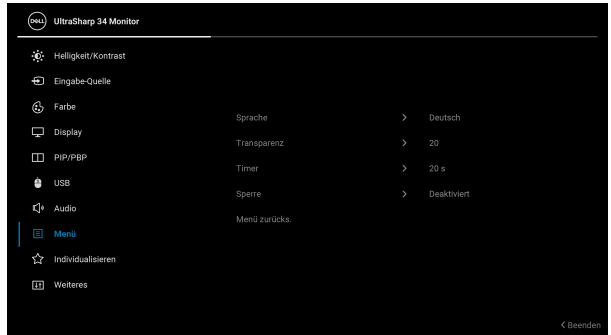 DELL UltraSharp 34 Monitor
Helligkeit/Kontrast
Eingabe-Quelle
Farbe
Display
PIP/PBP
USB
Audio
Menü
Individualisieren
Weiteres
Sprache > Deutsch
Transparenz > 20
Timer > 20 s
Sperre > Deaktiviert
Menü zurücks.
< Beenden